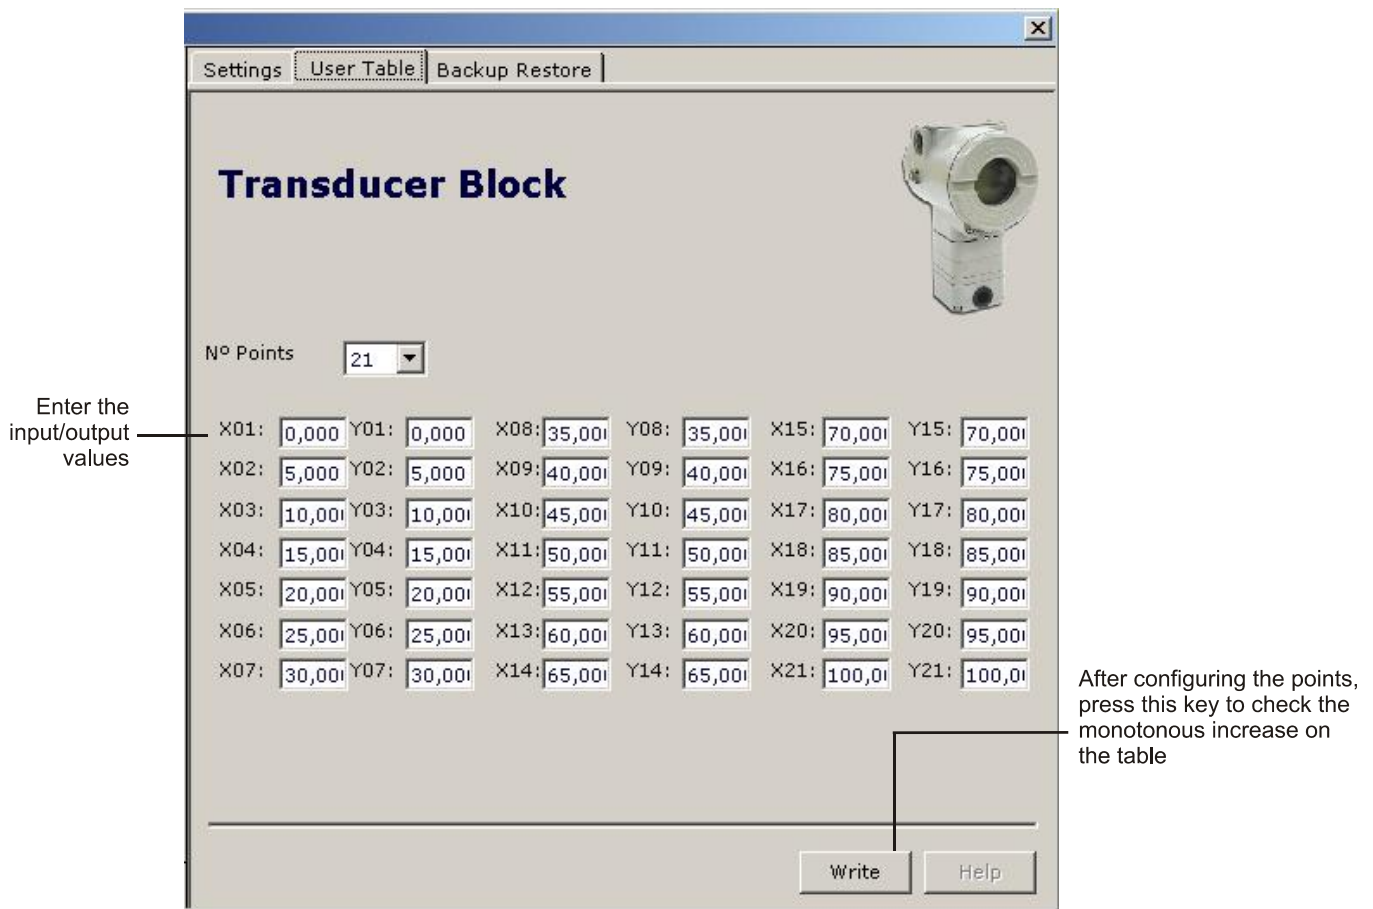 Settings User Table Backup Restore
Transducer Block
Nº Points 21
Enter the
input/output
values
X01: 0,000 Y01: 0,000 X08: 35,00 Y08: 35,00 X15: 70,00 Y15: 70,00
X02: 5,000 Y02: 5,000 X09: 40,00 Y09: 40,00 X16: 75,00 Y16: 75,00
X03: 10,00 Y03: 10,00 X10: 45,00 Y10: 45,00 X17: 80,00 Y17: 80,00
X04: 15,00 Y04: 15,00 X11: 50,00 Y11: 50,00 X18: 85,00 Y18: 85,00
X05: 20,00 Y05: 20,00 X12: 55,00 Y12: 55,00 X19: 90,00 Y19: 90,00
X06: 25,00 Y06: 25,00 X13: 60,00 Y13: 60,00 X20: 95,00 Y20: 95,00
X07: 30,00 Y07: 30,00 X14: 65,00 Y14: 65,00 X21: 100,0 Y21: 100,0
After configuring the points,
press this key to check the
monotonous increase on
the table
Write Help